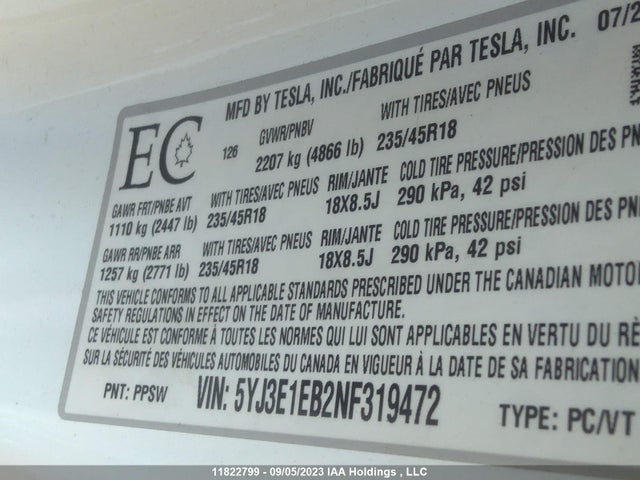 MFD BY TESLA, INC./FABRIQUÉ PAR TESLA, INC. 07/2
EC
126 GVWR/PNBV WITH TIRES/AVEC PNEUS
2207 kg (4866 lb) 235/45R18
GAWR FRT/PNBE AVT WITH TIRES/AVEC PNEUS RIM/JANTE COLD TIRE PRESSURE/PRESSION DES PN
1110 kg (2447 lb) 235/45R18 18X8.5J 290 kPa, 42 psi
GAWR RR/PNBE ARR WITH TIRES/AVEC PNEUS RIM/JANTE COLD TIRE PRESSURE/PRESSION DES PN
1257 kg (2771 lb) 235/45R18 18X8.5J 290 kPa, 42 psi
THIS VEHICLE CONFORMS TO ALL APPLICABLE STANDARDS PRESCRIBED UNDER THE CANADIAN MOTO
SAFETY REGULATIONS IN EFFECT ON THE DATE OF MANUFACTURE.
CE VÉHICULE EST CONFORME À TOUTES LES NORMES QUI LUI SONT APPLICABLES EN VERTU DU RÈ
SUR LA SÉCURITÉ DES VÉHICULES AUTOMOBILES DU CANADA EN VIGUEUR À LA DATE DE SA FABRICATION
PNT: PPSW VIN: 5YJ3E1EB2NF319472 TYPE: PC/VT
11822799 - 09/05/2023 IAA Holdings , LLC